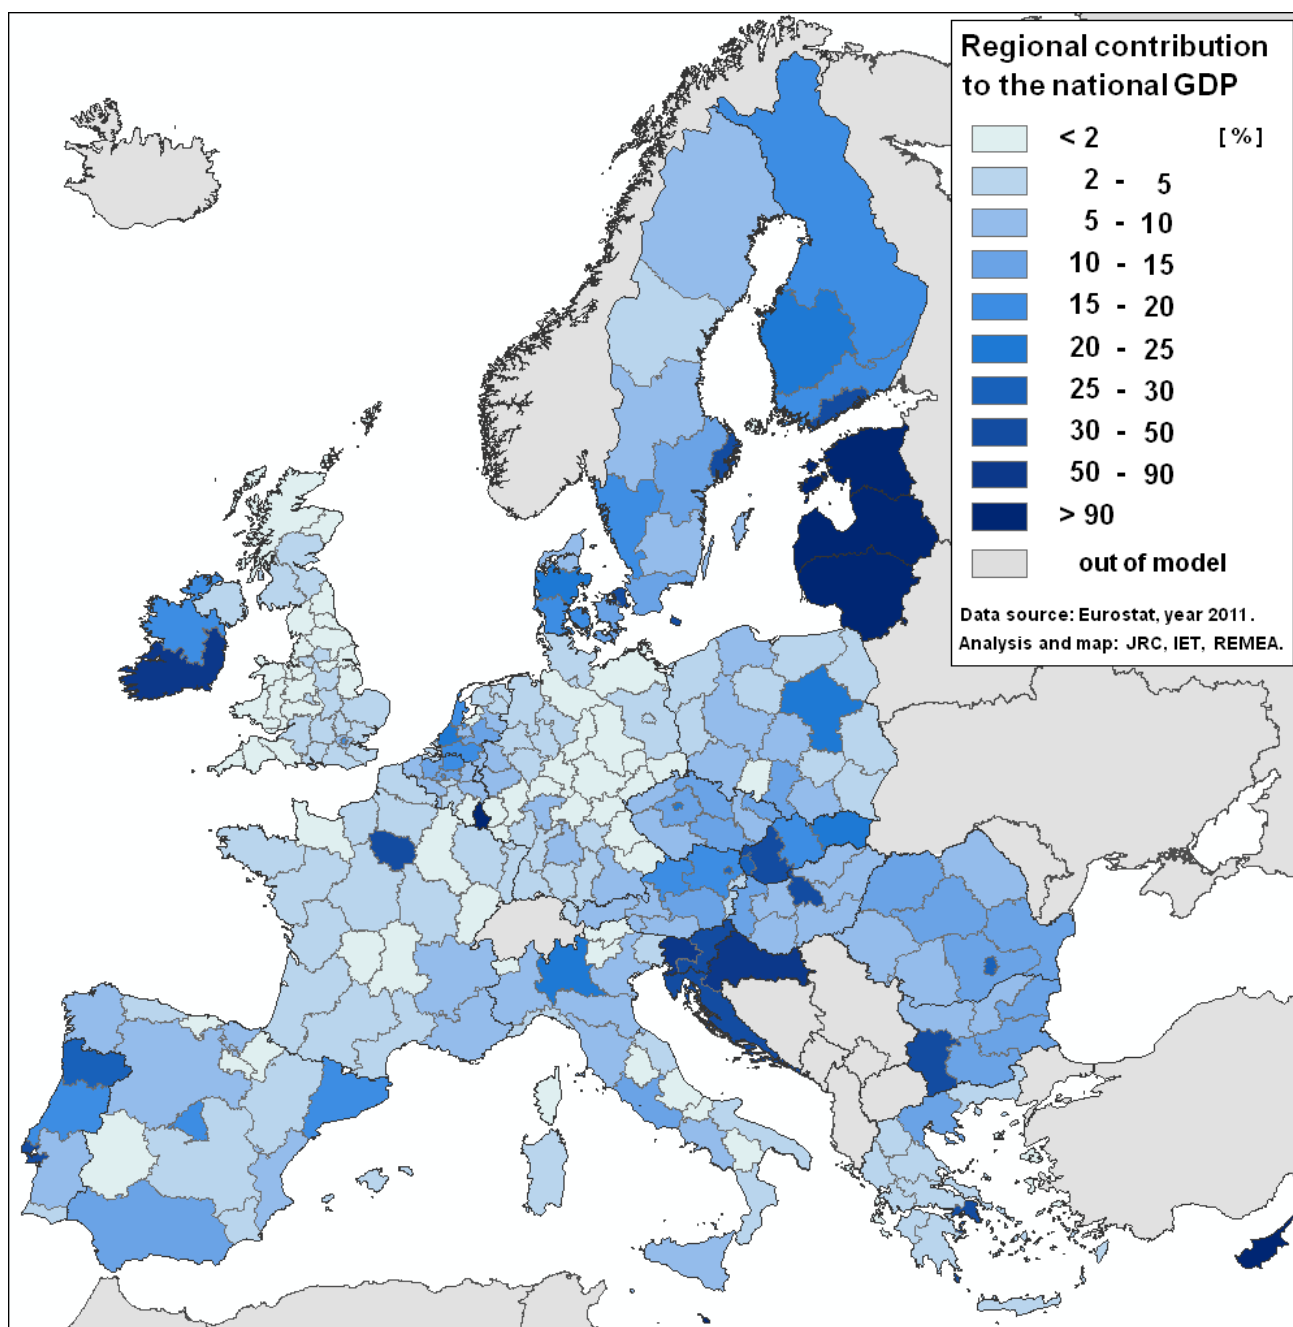 Regional contribution
to the national GDP
< 2 [%]
2 - 5
5 - 10
10 - 15
15 - 20
20 - 25
25 - 30
30 - 50
50 - 90
> 90
out of model
Data source: Eurostat, year 2011.
Analysis and map: JRC, IET, REMEA.